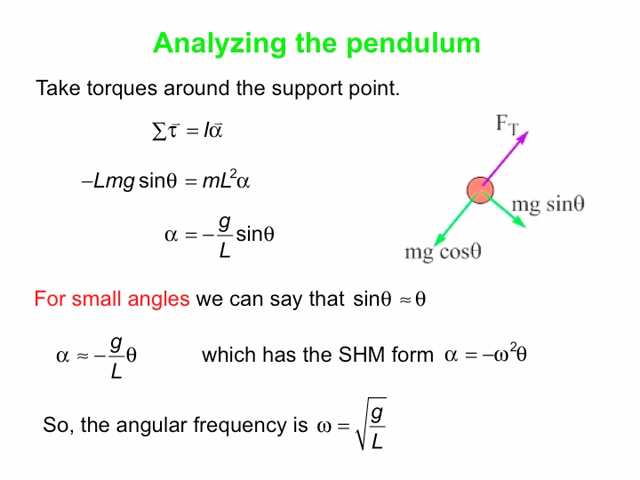 Analyzing the pendulum
Take torques around the support point.
∑τ⃗ = Iα⃗
−Lmg sinθ = mL²α
α = −g/L sinθ
F_T
mg sinθ
mg cosθ
For small angles we can say that sinθ ≈ θ
α ≈ −g/L θ which has the SHM form α = −ω²θ
So, the angular frequency is ω = √(g/L)